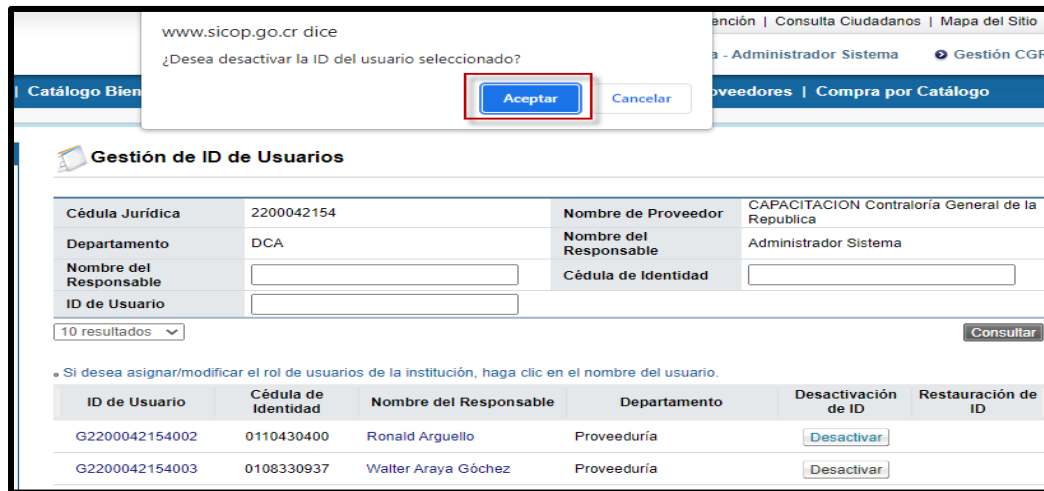 ención | Consulta Ciudadanos | Mapa del Sitio
www.sicop.go.cr dice
¿Desea desactivar la ID del usuario seleccionado?
a - Administrador Sistema Gestión CGR
Aceptar Cancelar
| Catálogo Bien oveedores | Compra por Catálogo
Gestión de ID de Usuarios
Cédula Jurídica 2200042154 Nombre de Proveedor CAPACITACION Contraloría General de la Republica
Departamento DCA Nombre del Responsable Administrador Sistema
Nombre del Responsable Cédula de Identidad
ID de Usuario
10 resultados Consultar
Si desea asignar/modificar el rol de usuarios de la institución, haga clic en el nombre del usuario.
ID de Usuario Cédula de Identidad Nombre del Responsable Departamento Desactivación de ID Restauración de ID
G2200042154002 0110430400 Ronald Arguello Proveeduría Desactivar
G2200042154003 0108330937 Walter Araya Góchez Proveeduría Desactivar